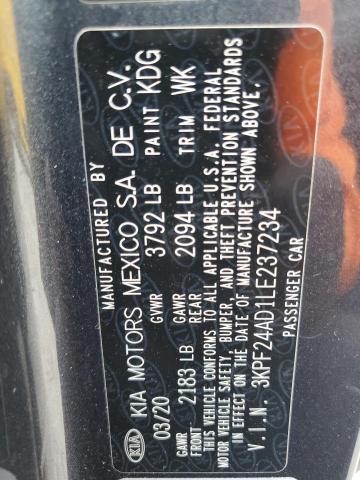 MANUFACTURED BY
KIA KIA MOTORS MEXICO S.A. DE C.V.
03/20 GVWR 3792 LB PAINT KDG
GAWR FRONT 2183 LB GAWR REAR 2094 LB TRIM WK
THIS VEHICLE CONFORMS TO ALL APPLICABLE U.S.A. FEDERAL
MOTOR VEHICLE SAFETY, BUMPER, AND THEFT PREVENTION STANDARDS
IN EFFECT ON THE DATE OF MANUFACTURE SHOWN ABOVE.
V.I.N. 3KPF24AD1LE237234
PASSENGER CAR